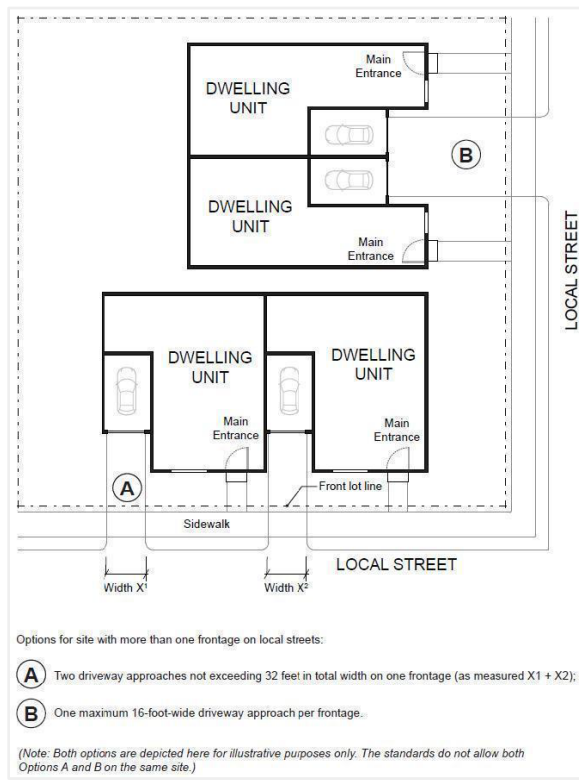 Main
Entrance
DWELLING
UNIT
B
DWELLING
UNIT
Main
Entrance
LOCAL STREET
DWELLING
UNIT
DWELLING
UNIT
Main
Entrance
Main
Entrance
A
Front lot line
Sidewalk
LOCAL STREET
Width X¹
Width X²
Options for site with more than one frontage on local streets:
A Two driveway approaches not exceeding 32 feet in total width on one frontage (as measured X1 + X2);
B One maximum 16-foot-wide driveway approach per frontage.
(Note: Both options are depicted here for illustrative purposes only. The standards do not allow both
Options A and B on the same site.)